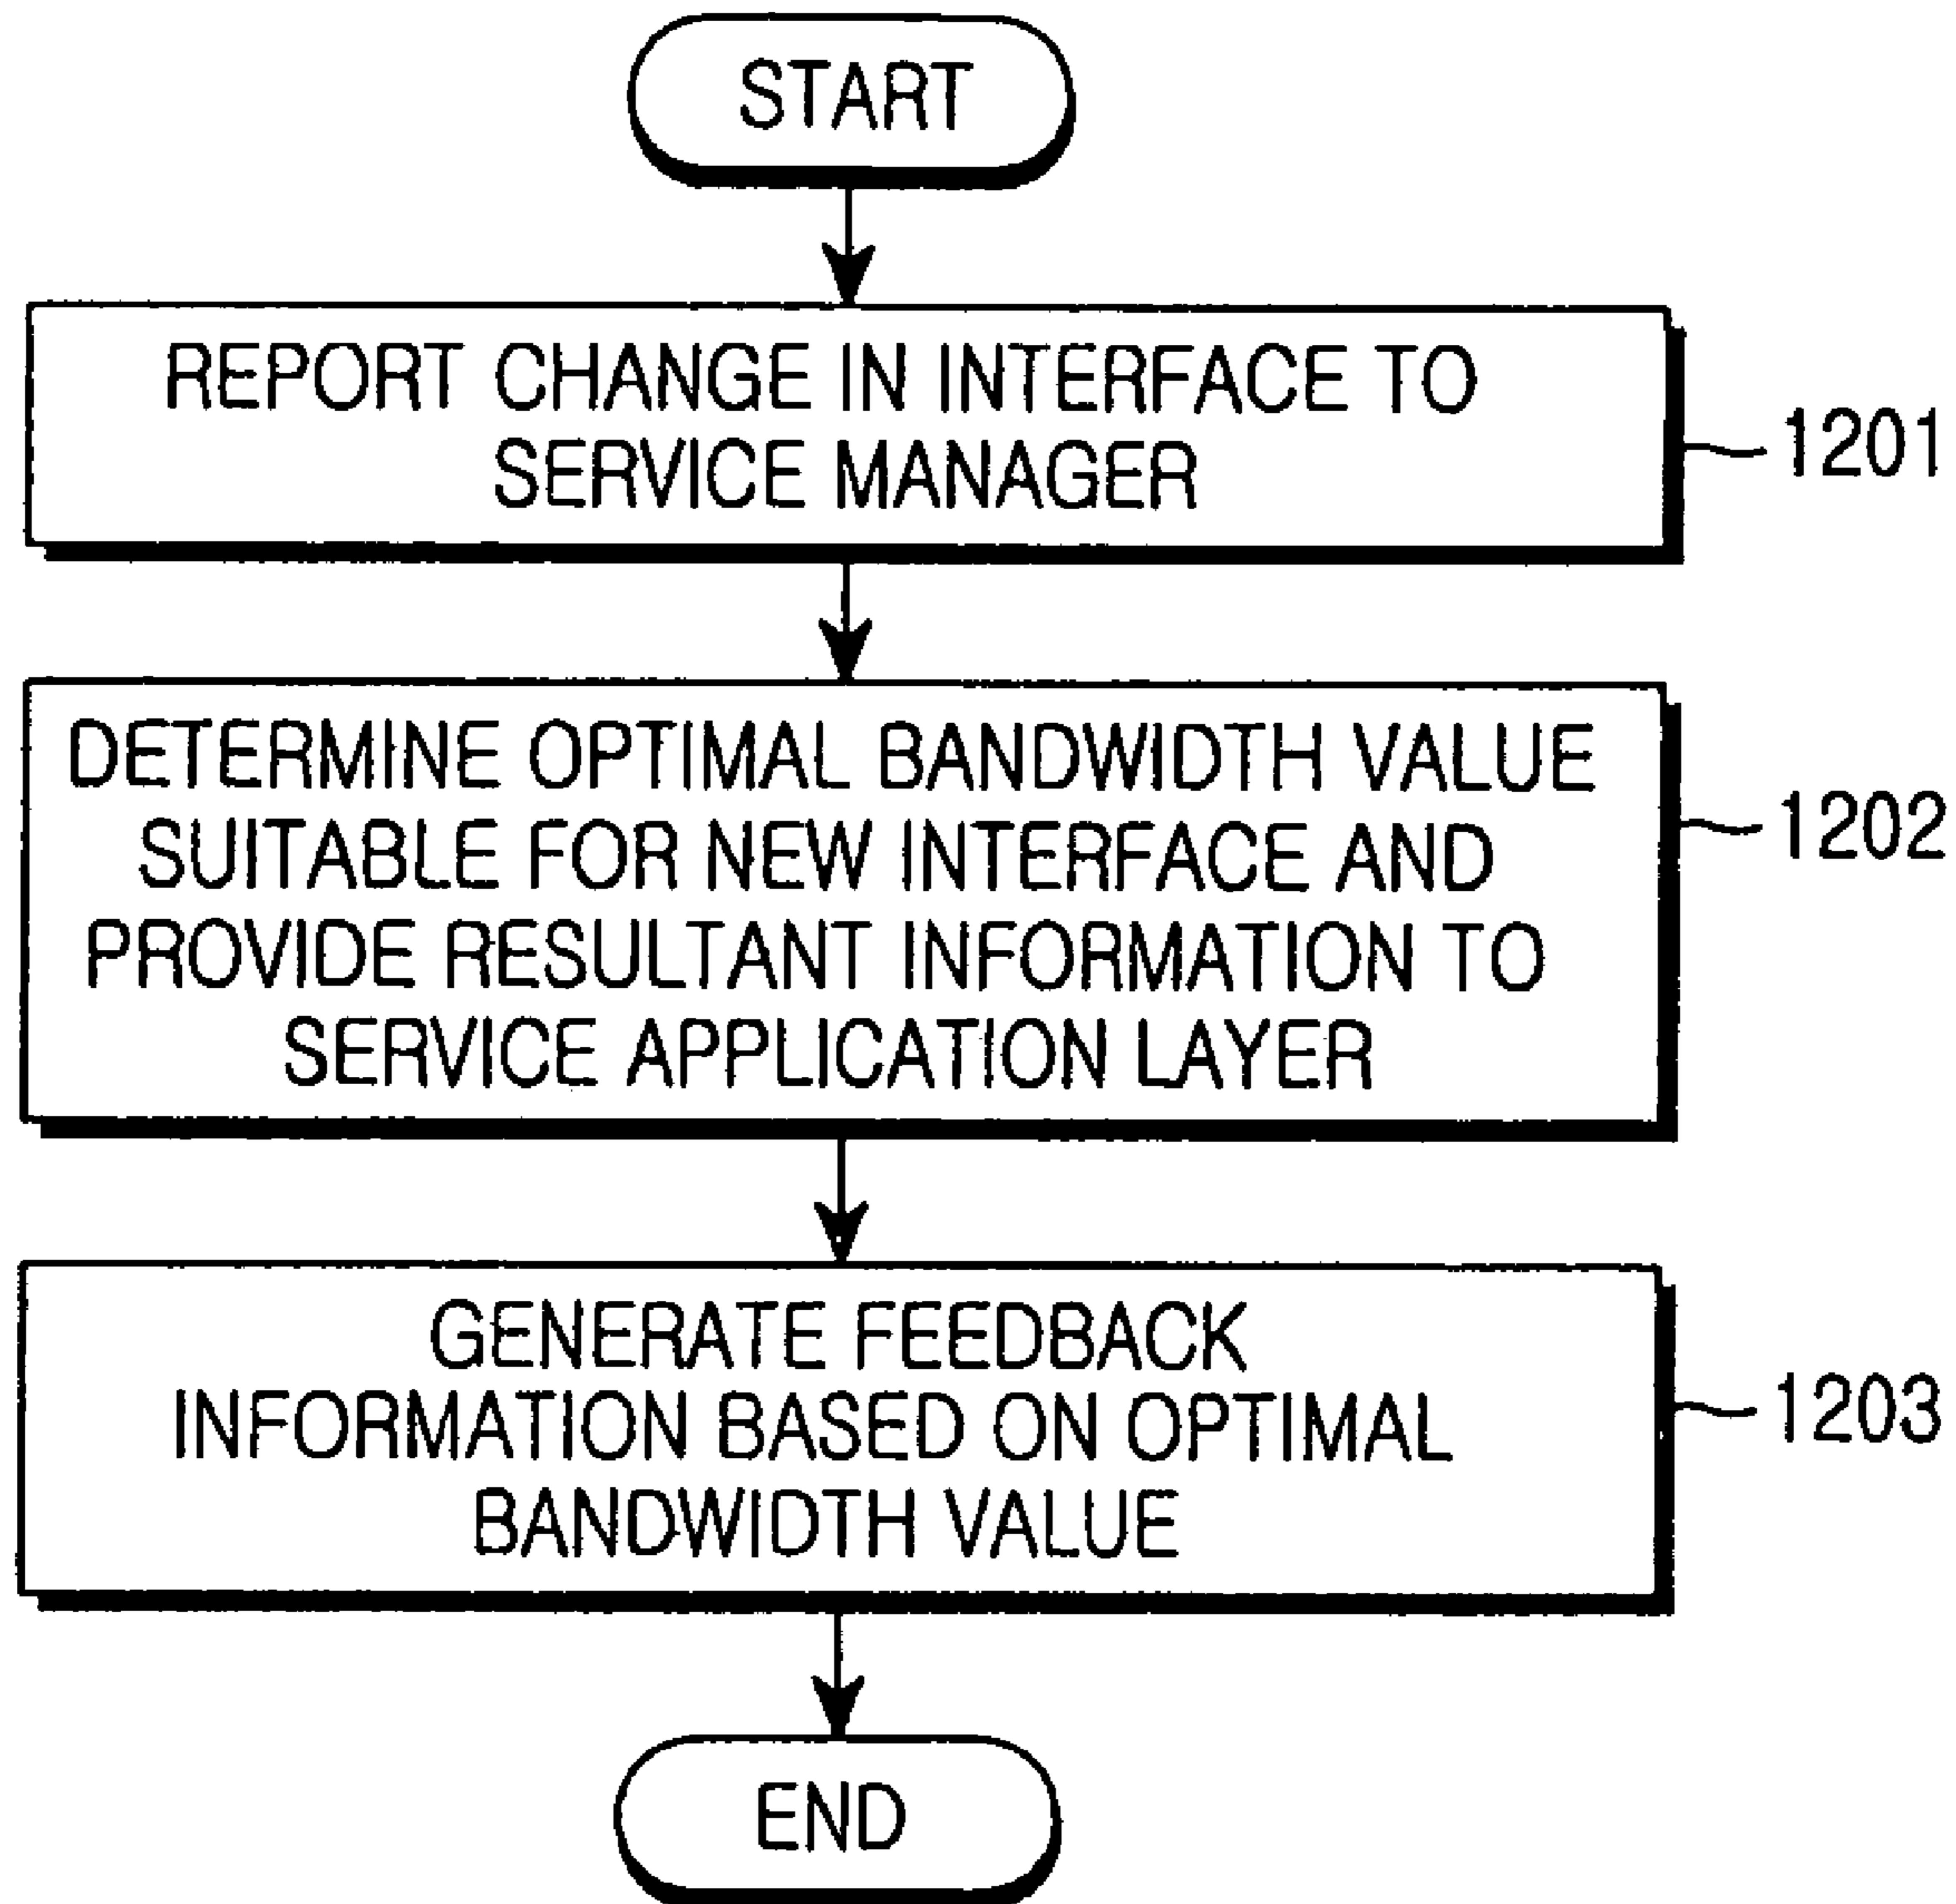 START
REPORT CHANGE IN INTERFACE TO
SERVICE MANAGER
1201
DETERMINE OPTIMAL BANDWIDTH VALUE
SUITABLE FOR NEW INTERFACE AND
PROVIDE RESULTANT INFORMATION TO
SERVICE APPLICATION LAYER
1202
GENERATE FEEDBACK
INFORMATION BASED ON OPTIMAL
BANDWIDTH VALUE
1203
END